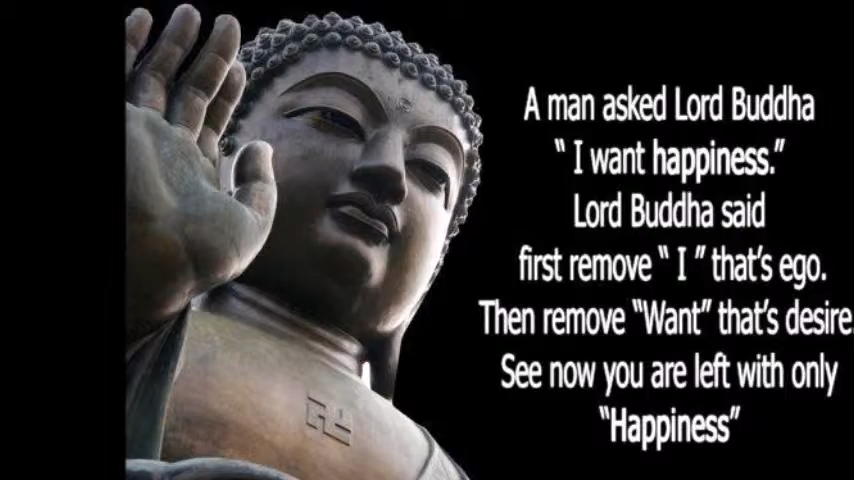 A man asked Lord Buddha
“ I want happiness.”
Lord Buddha said
first remove “ I ” that’s ego.
Then remove “Want” that’s desire.
See now you are left with only
“Happiness”